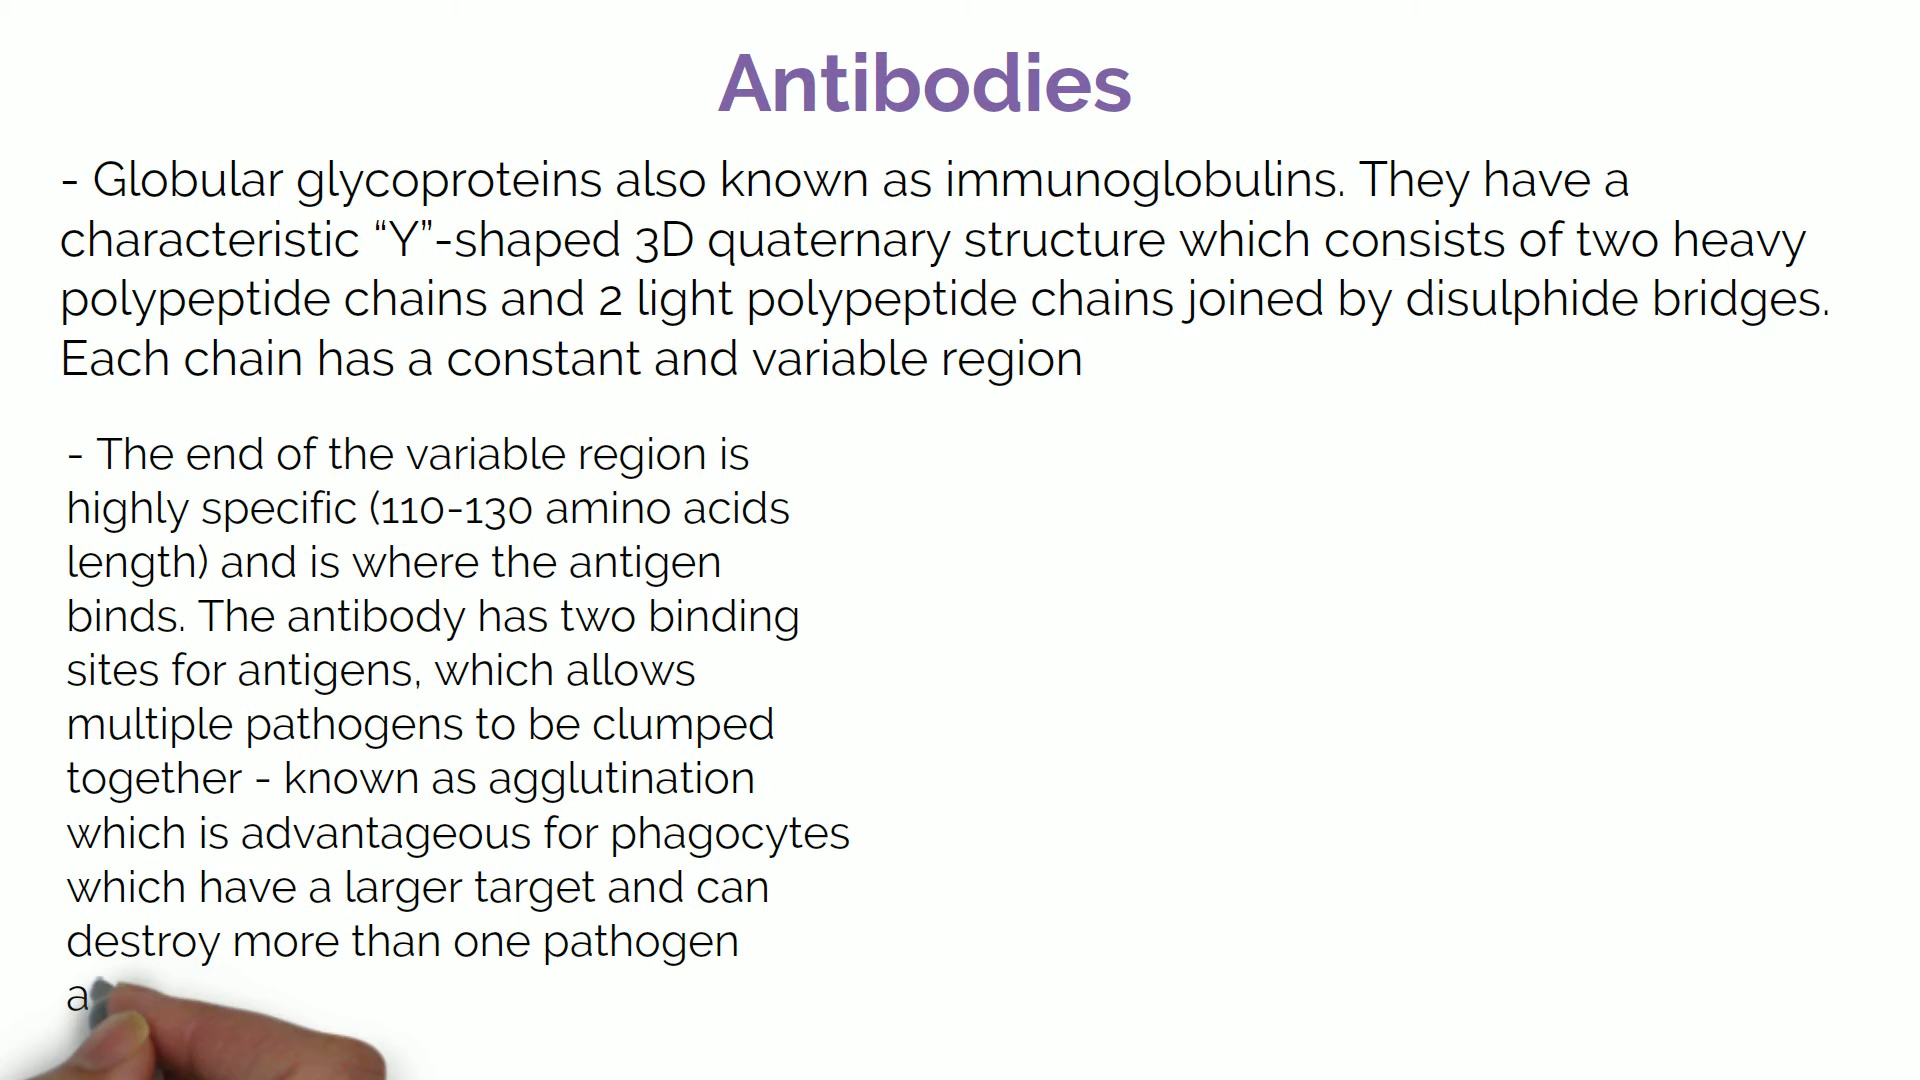 Antibodies
- Globular glycoproteins also known as immunoglobulins. They have a
characteristic “Y”-shaped 3D quaternary structure which consists of two heavy
polypeptide chains and 2 light polypeptide chains joined by disulphide bridges.
Each chain has a constant and variable region
- The end of the variable region is
highly specific (110-130 amino acids
length) and is where the antigen
binds. The antibody has two binding
sites for antigens, which allows
multiple pathogens to be clumped
together - known as agglutination
which is advantageous for phagocytes
which have a larger target and can
destroy more than one pathogen
a